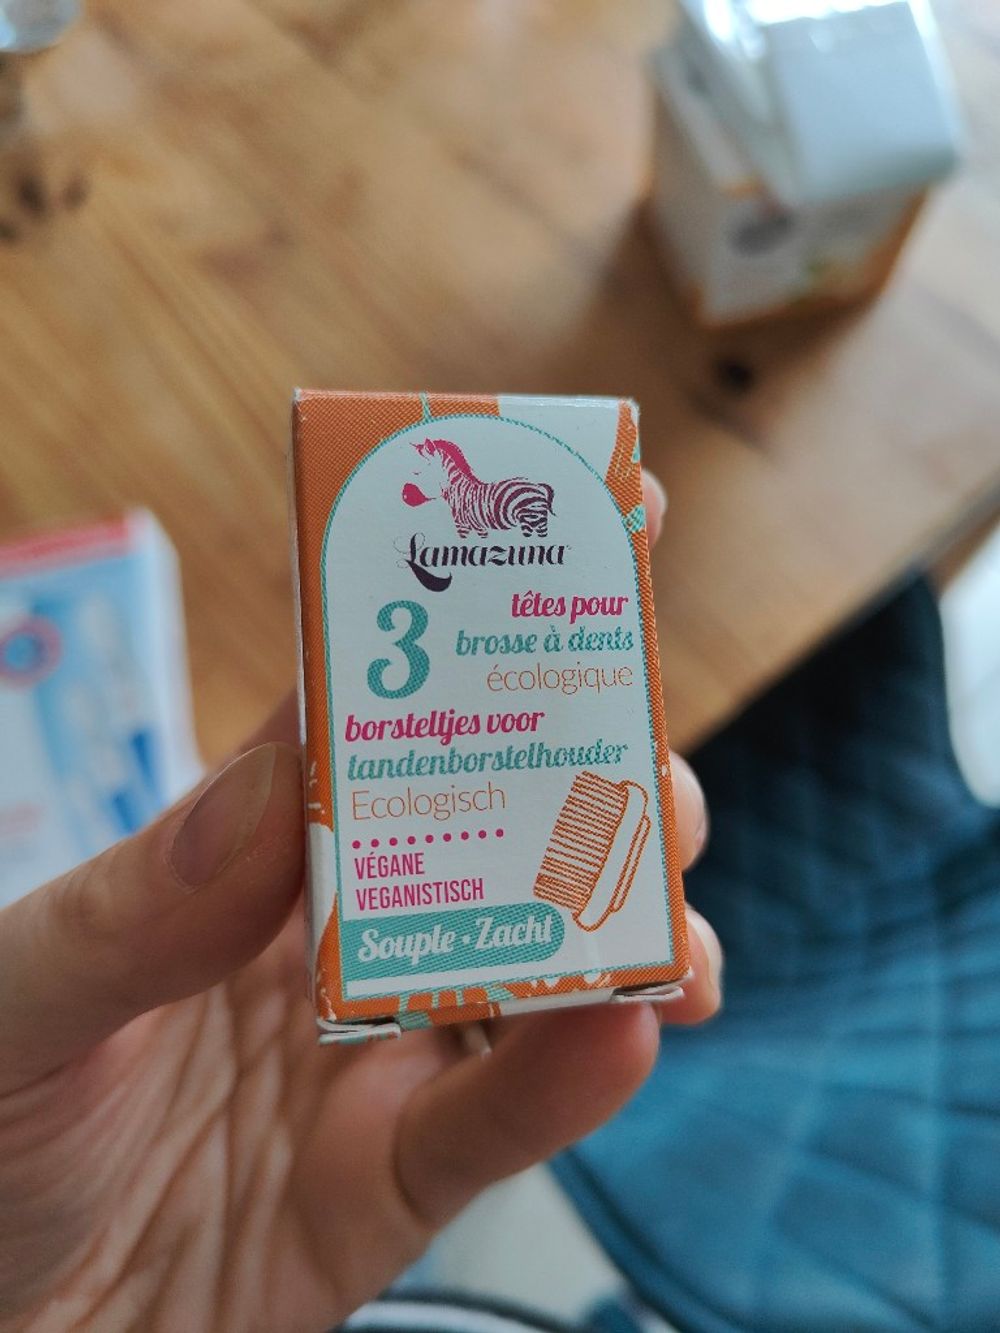 Lamazuna
3
têtes pour
brosse à dents
écologique
borsteltjes voor
tandenborstelhouder
Ecologisch
VÉGANE
VEGANISTISCH
Souple • Zacht